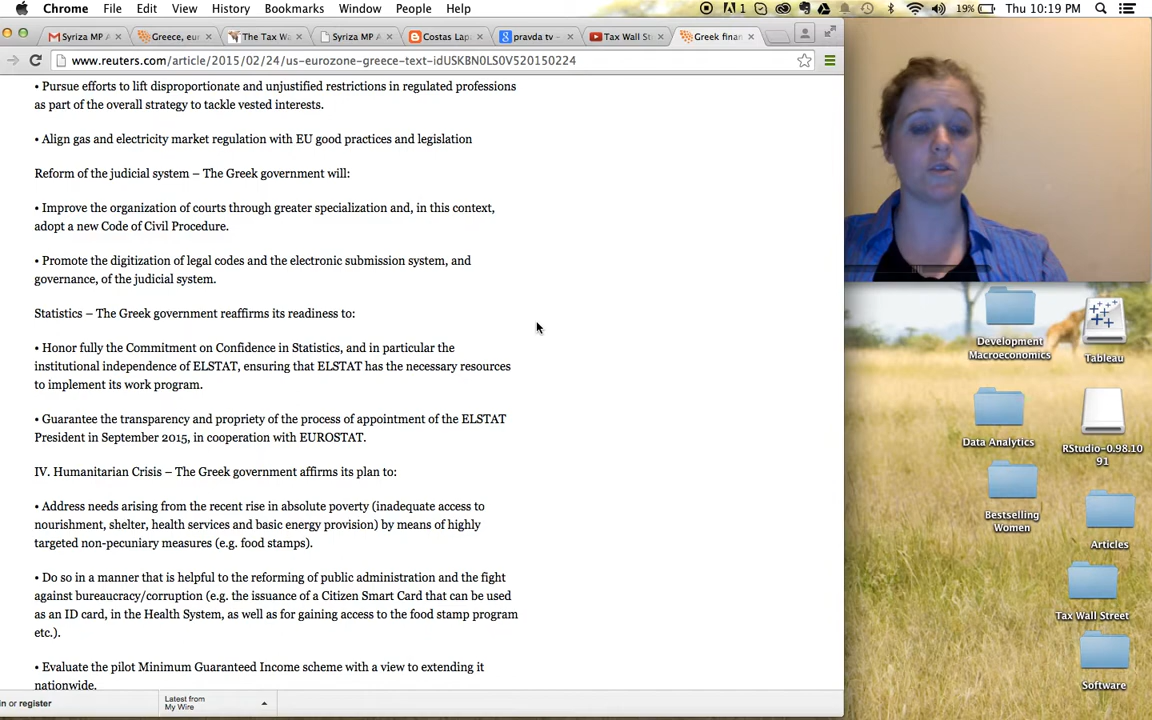 Chrome File Edit View History Bookmarks Window People Help
1
19%
Thu 10:19 PM
Syriza MP A
Greece, eur
The Tax Wa
Syriza MP A
Costas Lapa
pravda tv –
Tax Wall St
Greek finan
www.reuters.com/article/2015/02/24/us-eurozone-greece-text-idUSKBN0LS0V520150224
• Pursue efforts to lift disproportionate and unjustified restrictions in regulated professions
as part of the overall strategy to tackle vested interests.
• Align gas and electricity market regulation with EU good practices and legislation
Reform of the judicial system – The Greek government will:
• Improve the organization of courts through greater specialization and, in this context,
adopt a new Code of Civil Procedure.
• Promote the digitization of legal codes and the electronic submission system, and
governance, of the judicial system.
Statistics – The Greek government reaffirms its readiness to:
• Honor fully the Commitment on Confidence in Statistics, and in particular the
institutional independence of ELSTAT, ensuring that ELSTAT has the necessary resources
to implement its work program.
• Guarantee the transparency and propriety of the process of appointment of the ELSTAT
President in September 2015, in cooperation with EUROSTAT.
IV. Humanitarian Crisis – The Greek government affirms its plan to:
• Address needs arising from the recent rise in absolute poverty (inadequate access to
nourishment, shelter, health services and basic energy provision) by means of highly
targeted non-pecuniary measures (e.g. food stamps).
• Do so in a manner that is helpful to the reforming of public administration and the fight
against bureaucracy/corruption (e.g. the issuance of a Citizen Smart Card that can be used
as an ID card, in the Health System, as well as for gaining access to the food stamp program
etc.).
• Evaluate the pilot Minimum Guaranteed Income scheme with a view to extending it
nationwide.
in or register
Latest from
My Wire
Development
Macroeconomics
Tableau
Data Analytics
RStudio-0.98.10
91
Bestselling
Women
Articles
Tax Wall Street
Software